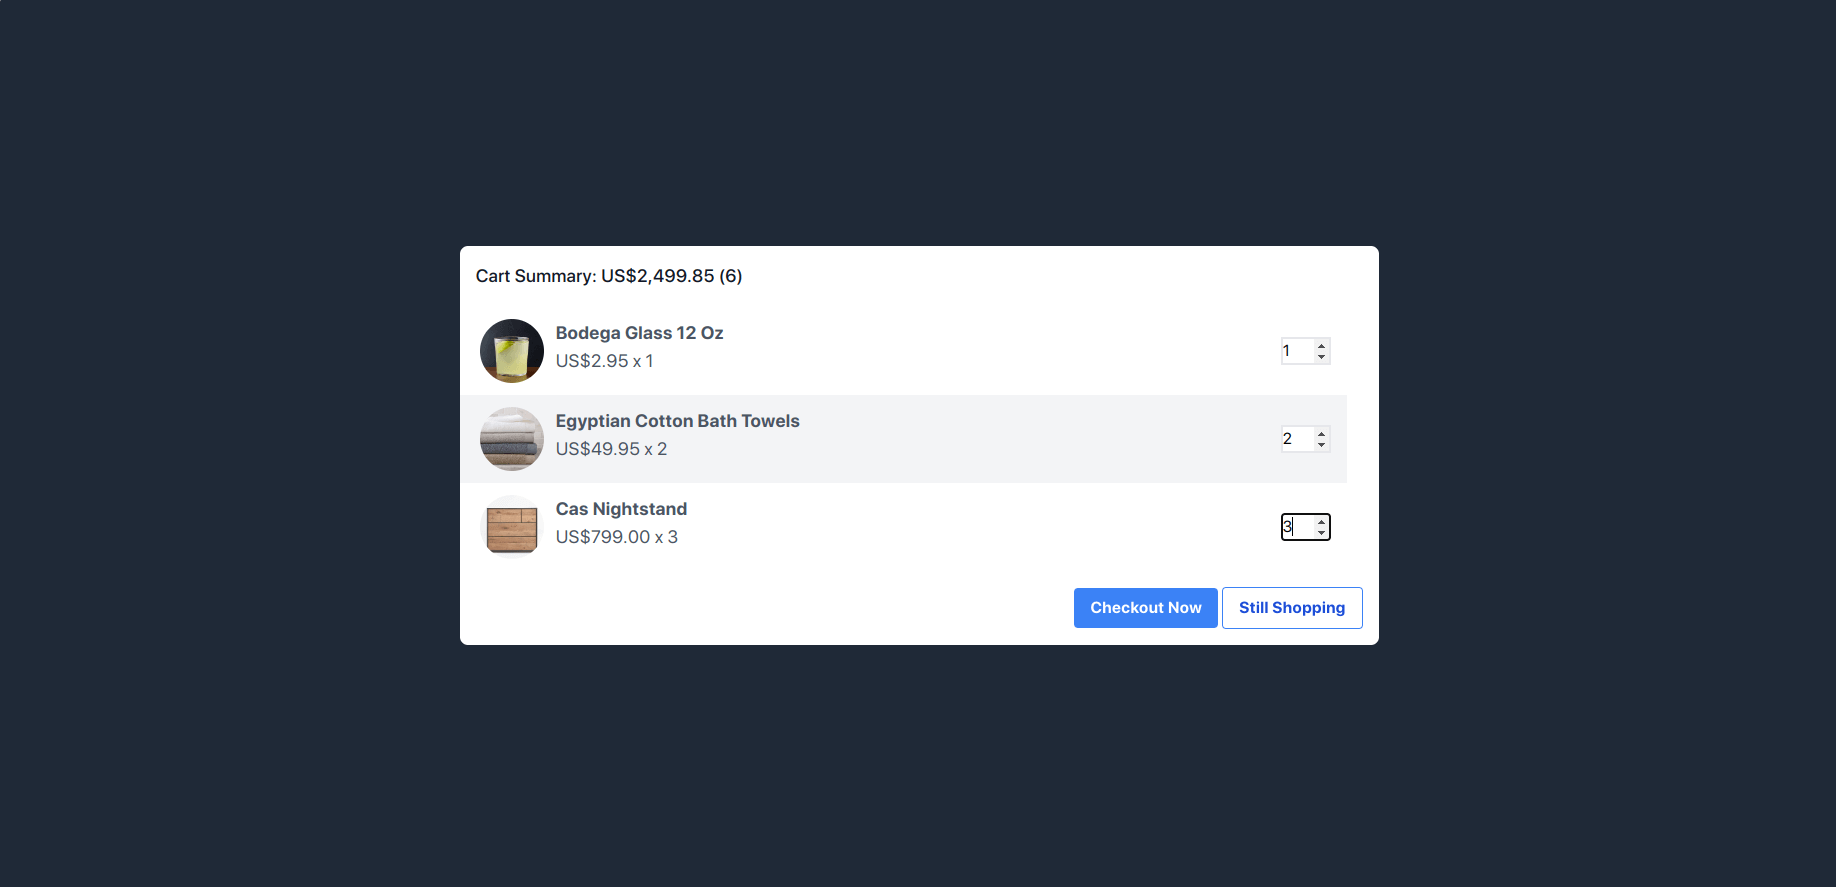 Cart Summary: US$2,499.85 (6)
Bodega Glass 12 Oz
US$2.95 x 1
1
Egyptian Cotton Bath Towels
US$49.95 x 2
2
Cas Nightstand
US$799.00 x 3
3
Checkout Now Still Shopping